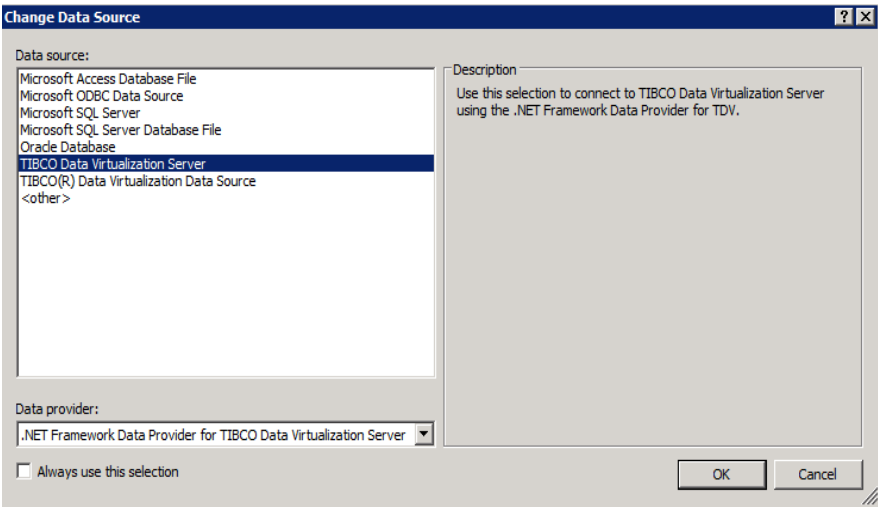 Change Data Source
Data source:
Microsoft Access Database File
Microsoft ODBC Data Source
Microsoft SQL Server
Microsoft SQL Server Database File
Oracle Database
TIBCO Data Virtualization Server
TIBCO(R) Data Virtualization Data Source
<other>
Description
Use this selection to connect to TIBCO Data Virtualization Server
using the .NET Framework Data Provider for TDV.
Data provider:
.NET Framework Data Provider for TIBCO Data Virtualization Server
Always use this selection
OK
Cancel